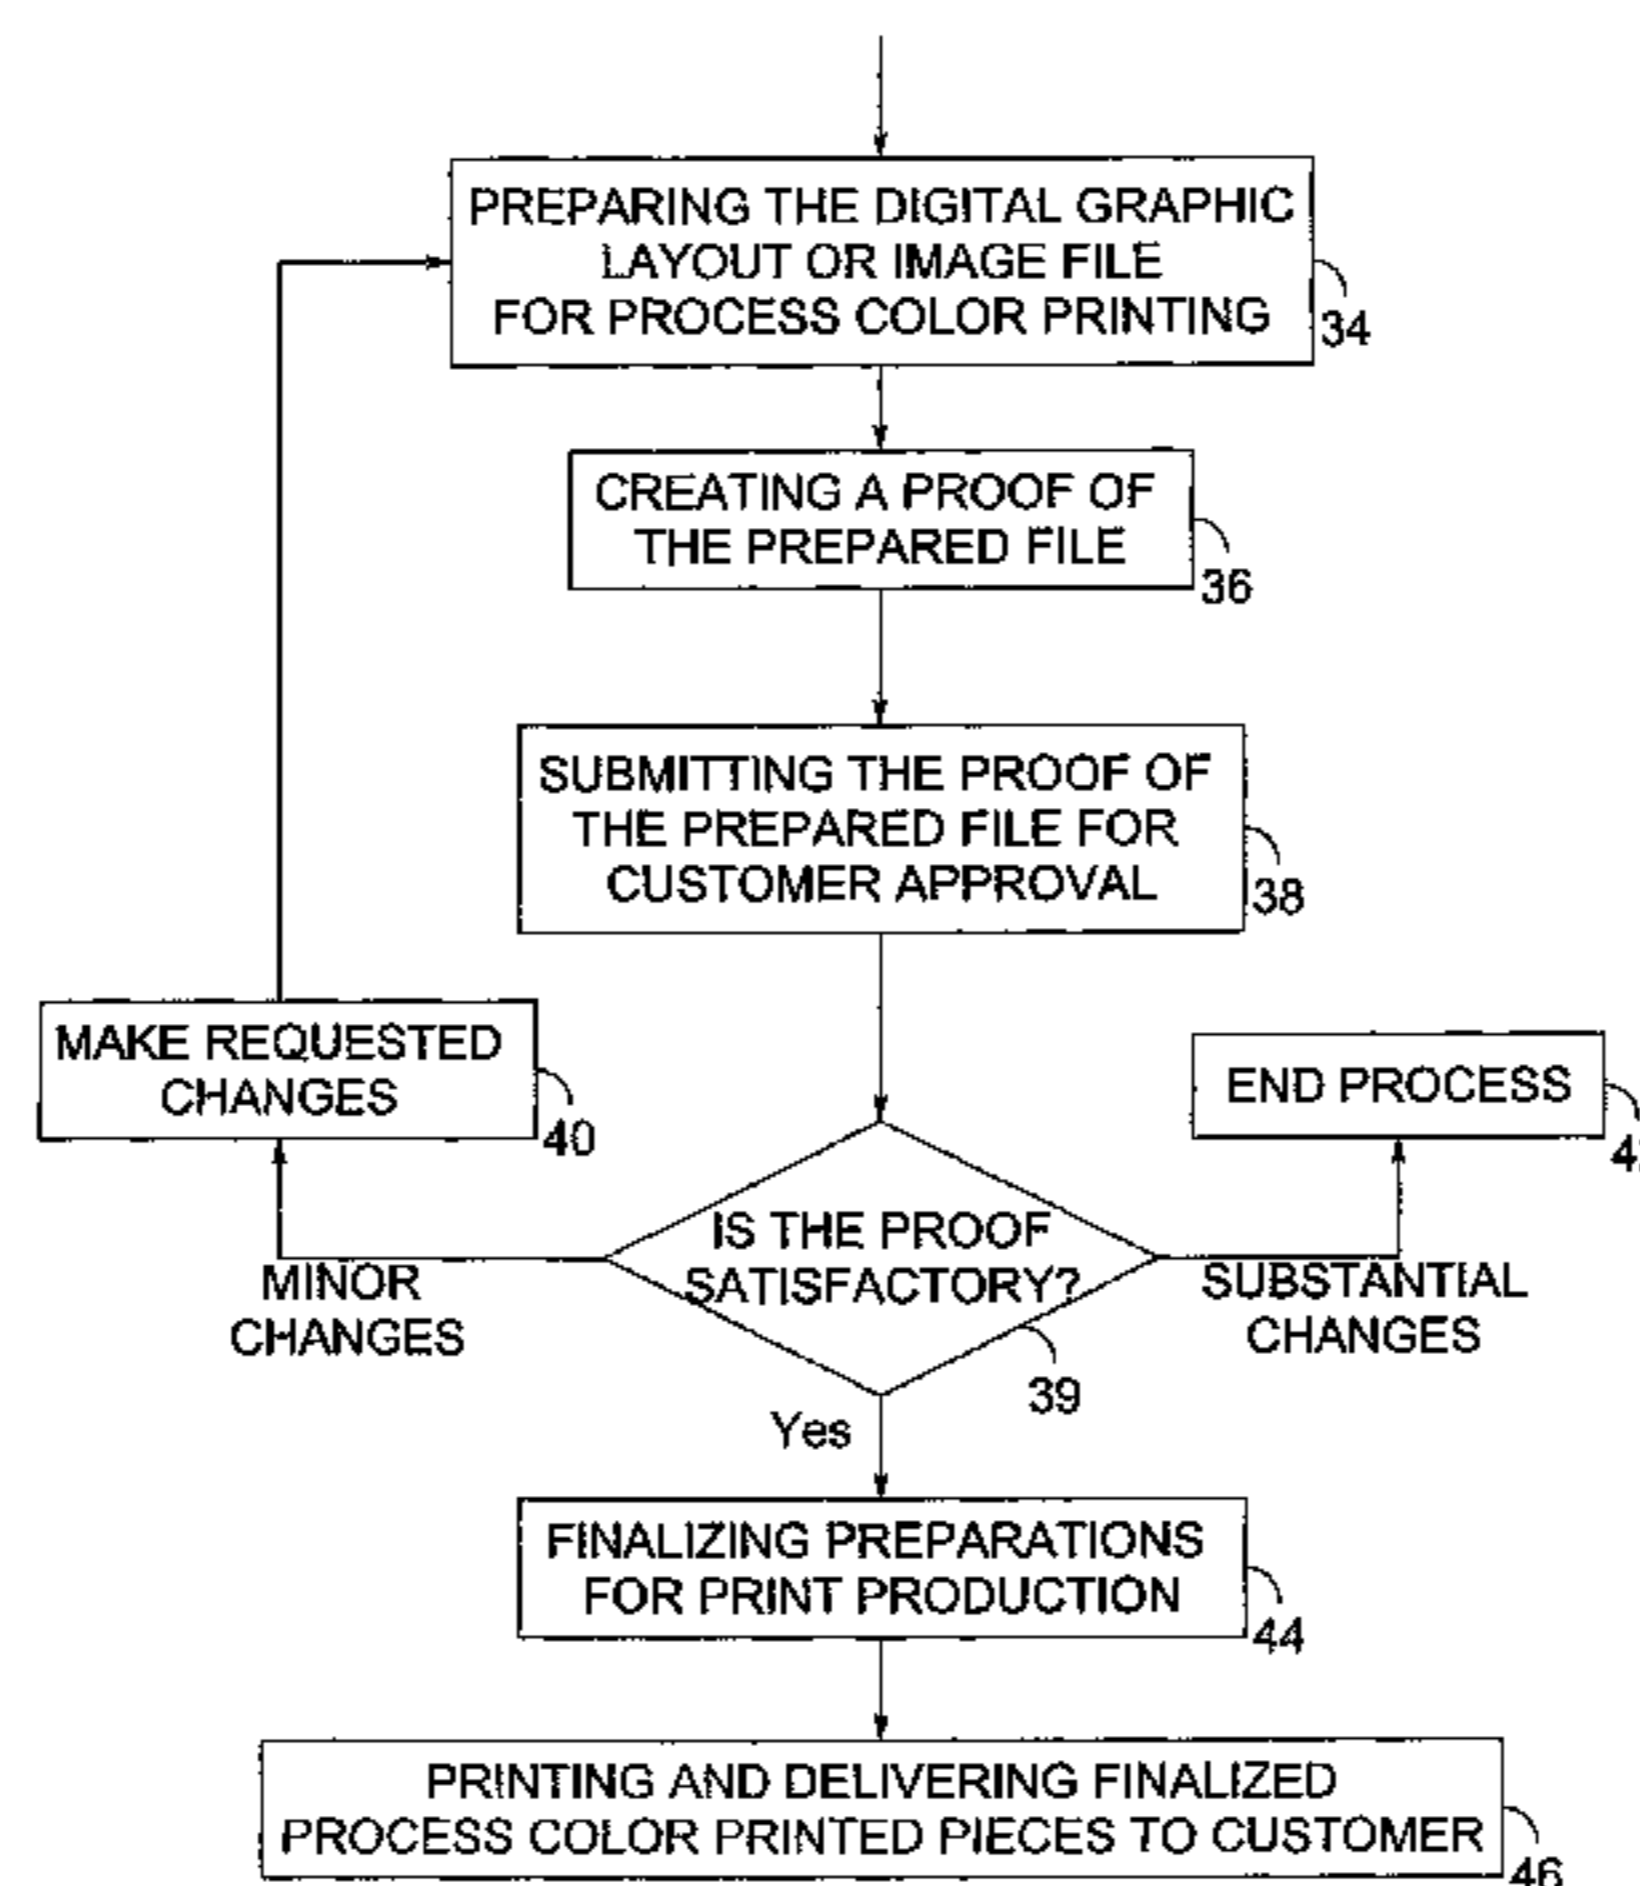 PREPARING THE DIGITAL GRAPHIC
LAYOUT OR IMAGE FILE
FOR PROCESS COLOR PRINTING
34
CREATING A PROOF OF
THE PREPARED FILE
36
SUBMITTING THE PROOF OF
THE PREPARED FILE FOR
CUSTOMER APPROVAL
38
MAKE REQUESTED
CHANGES
40
END PROCESS
IS THE PROOF
SATISFACTORY?
39
MINOR
CHANGES
SUBSTANTIAL
CHANGES
Yes
FINALIZING PREPARATIONS
FOR PRINT PRODUCTION
44
PRINTING AND DELIVERING FINALIZED
PROCESS COLOR PRINTED PIECES TO CUSTOMER
46